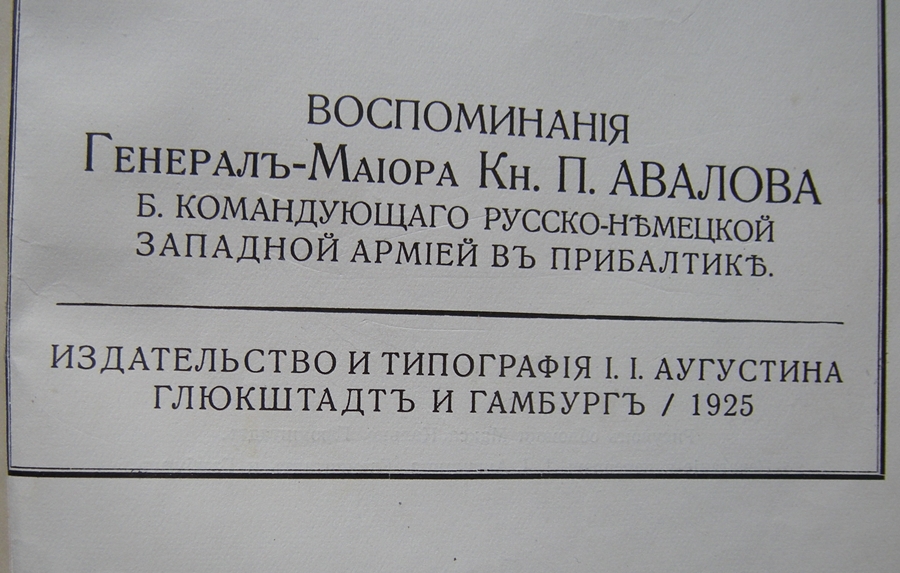 ВОСПОМИНАНІЯ
ГЕНЕРАЛЪ-МАІОРА КН. П. АВАЛОВА
Б. КОМАНДУЮЩАГО РУССКО-НѢМЕЦКОЙ
ЗАПАДНОЙ АРМІЕЙ ВЪ ПРИБАЛТИКѢ.
ИЗДАТЕЛЬСТВО И ТИПОГРАФІЯ І. І. АУГУСТИНА
ГЛЮКШТАДТЪ И ГАМБУРГЪ / 1925